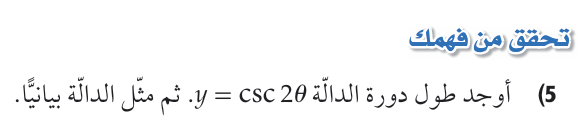 تحقق من فهمك
5) أوجد طول دورة الدالّة y = csc 2θ. ثم مثّل الدالّة بيانيًّا.